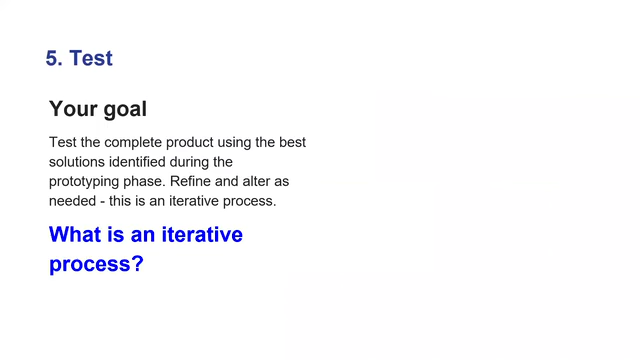 5. Test
Your goal
Test the complete product using the best
solutions identified during the
prototyping phase. Refine and alter as
needed - this is an iterative process.
What is an iterative
process?